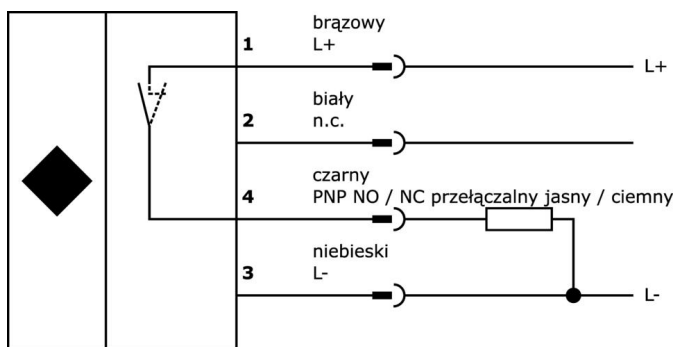 brązowy
1 L+ L+
biały
2 n.c.
czarny
4 PNP NO / NC przełączalny jasny / ciemny
niebieski
3 L- L-